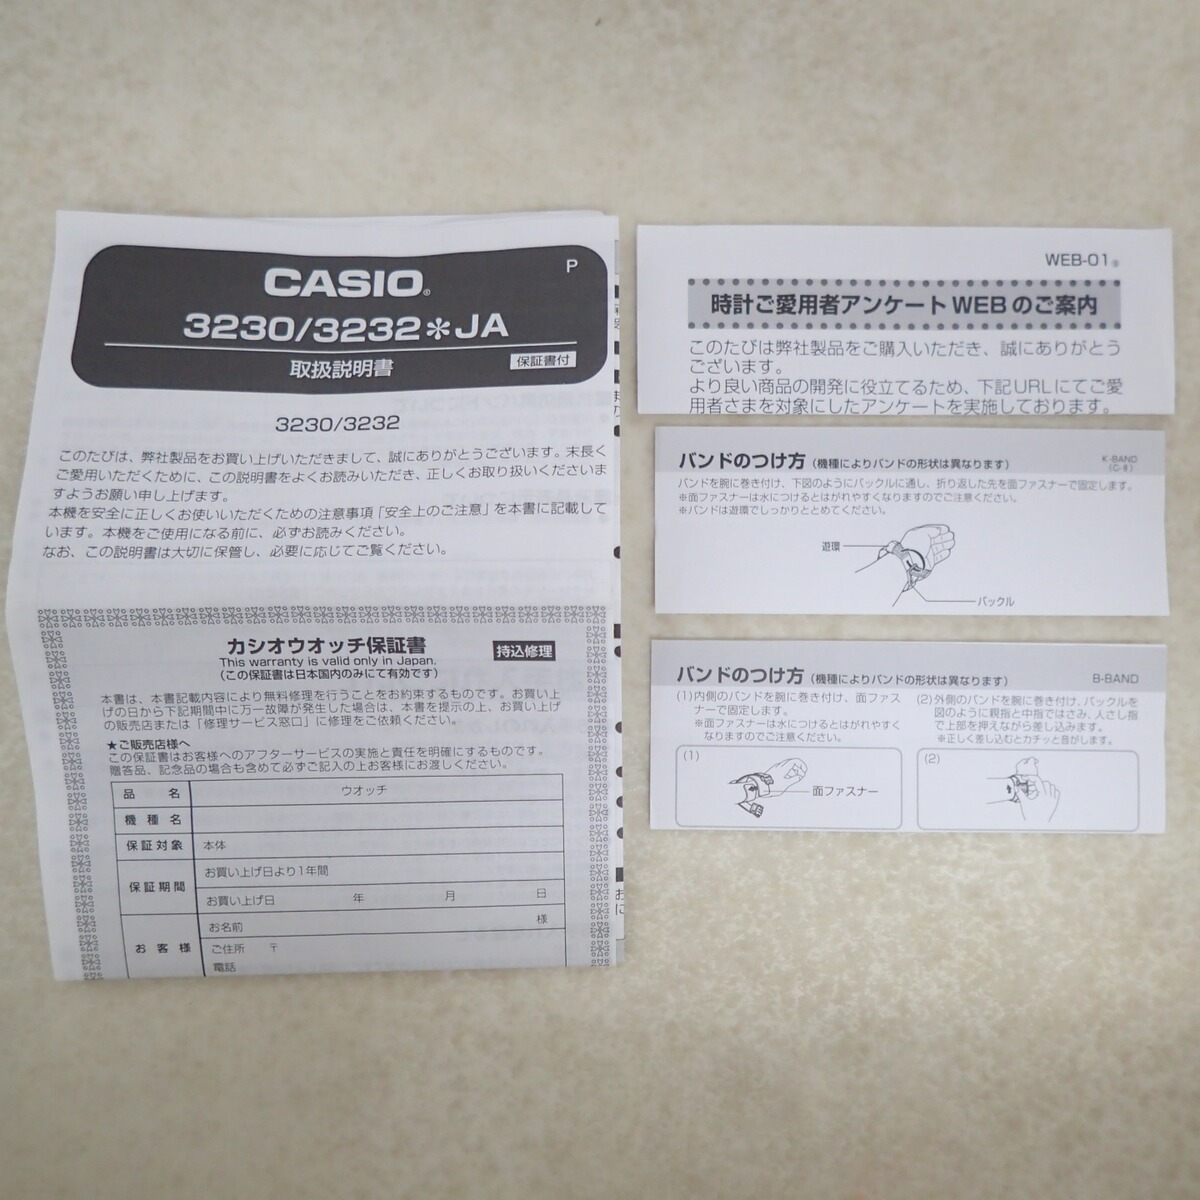 CASIO®
P
3230/3232＊JA
取扱説明書
保証書付
3230/3232
このたびは、弊社製品をお買い上げいただきまして、誠にありがとうございます。末長く
ご愛用いただくために、この説明書をよくお読みいただき、正しくお取り扱いくださいま
すようお願い申し上げます。
本機を安全に正しくお使いいただくための注意事項「安全上のご注意」を本書に記載して
います。本機をご使用になる前に、必ずお読みください。
なお、この説明書は大切に保管し、必要に応じてご覧ください。
カシオウオッチ保証書
持込修理
This warranty is valid only in Japan.
(この保証書は日本国内のみにて有効です)
本書は、本書記載内容により無料修理を行うことをお約束するものです。お買い上
げの日から下記期間中に万一故障が発生した場合は、本書を提示の上、お買い上げ
の販売店または「修理サービス窓口」に修理をご依頼ください。
★ご販売店様へ
この保証書はお客様へのアフターサービスの実施と責任を明確にするものです。
贈答品、記念品の場合も含めて必ずご記入の上お客様にお渡しください。
品　名　ウオッチ
機種名
保証対象　本体
保証期間　お買い上げ日より1年間
お買い上げ日　年　月　日
お客様　お名前　様
ご住所　〒
電話
WEB-01
時計ご愛用者アンケートWEBのご案内
このたびは弊社製品をご購入いただき、誠にありがとう
ございます。
より良い商品の開発に役立てるため、下記URLにてご愛
用者さまを対象にしたアンケートを実施しております。
バンドのつけ方（機種によりバンドの形状は異なります）
K-BAND
バンドを腕に巻き付け、下図のようにバックルに通し、折り返した先を面ファスナーで固定します。
※面ファスナーは水につけるとはがれやすくなりますのでご注意ください。
※バンドは遊環でしっかりととめてください。
遊環
バックル
バンドのつけ方（機種によりバンドの形状は異なります）
B-BAND
(1)内側のバンドを腕に巻き付け、面ファス
ナーで固定します。
※面ファスナーは水につけるとはがれやすく
なりますのでご注意ください。
(2)外側のバンドを腕に巻き付け、バックルを
図のように親指と中指ではさみ、人さし指
で上部を押えながら差し込みます。
※正しく差し込むとカチッと音がします。
(1)
面ファスナー
(2)